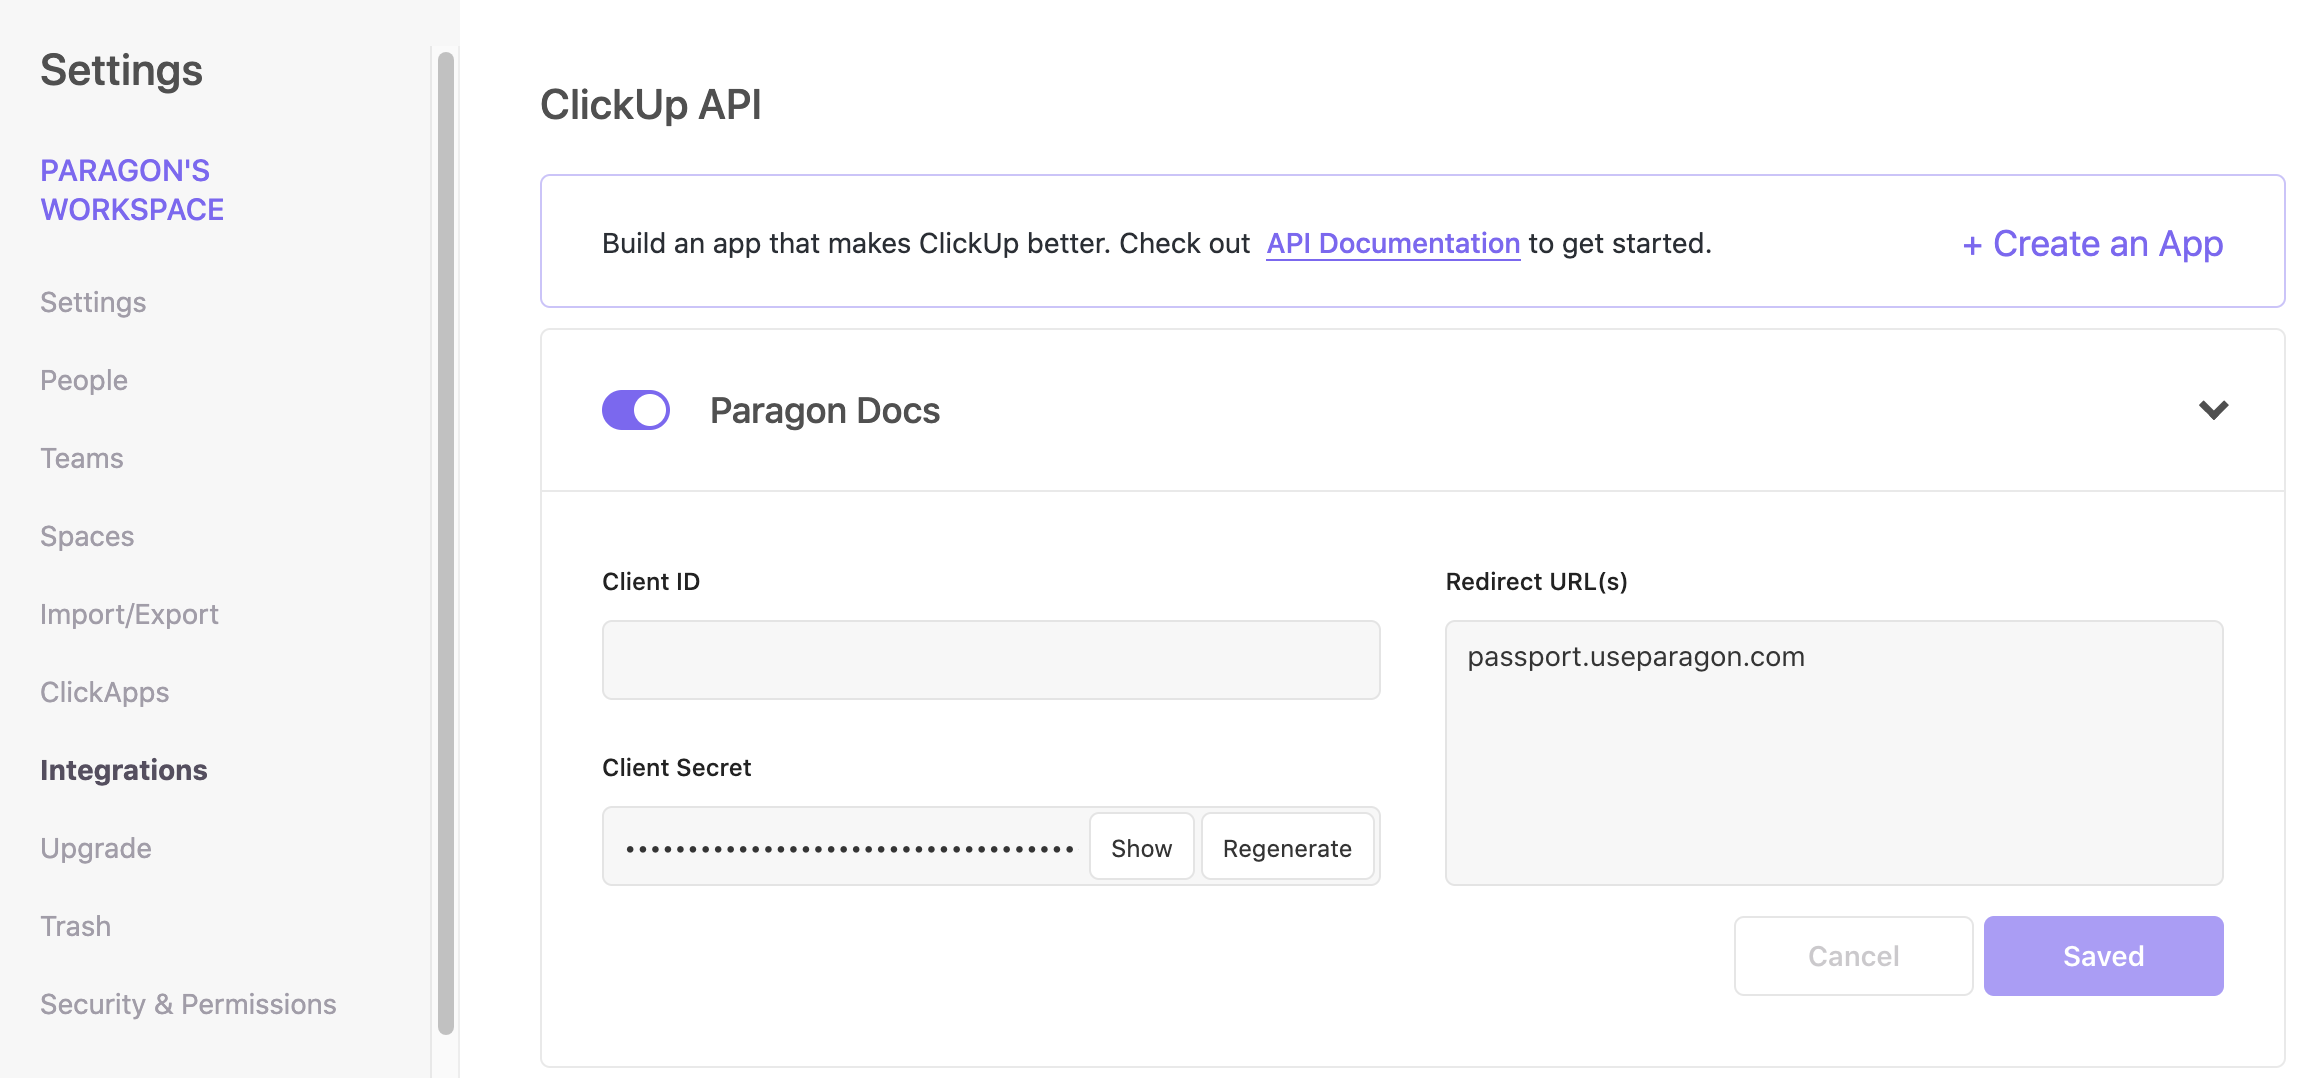 Settings
PARAGON'S
WORKSPACE
Settings
People
Teams
Spaces
Import/Export
ClickApps
Integrations
Upgrade
Trash
Security & Permissions
ClickUp API
Build an app that makes ClickUp better. Check out API Documentation to get started.
+ Create an App
Paragon Docs
Client ID
Client Secret
••••••••••••••••••••••••••••••••••••
Show
Regenerate
Redirect URL(s)
passport.useparagon.com
Cancel
Saved